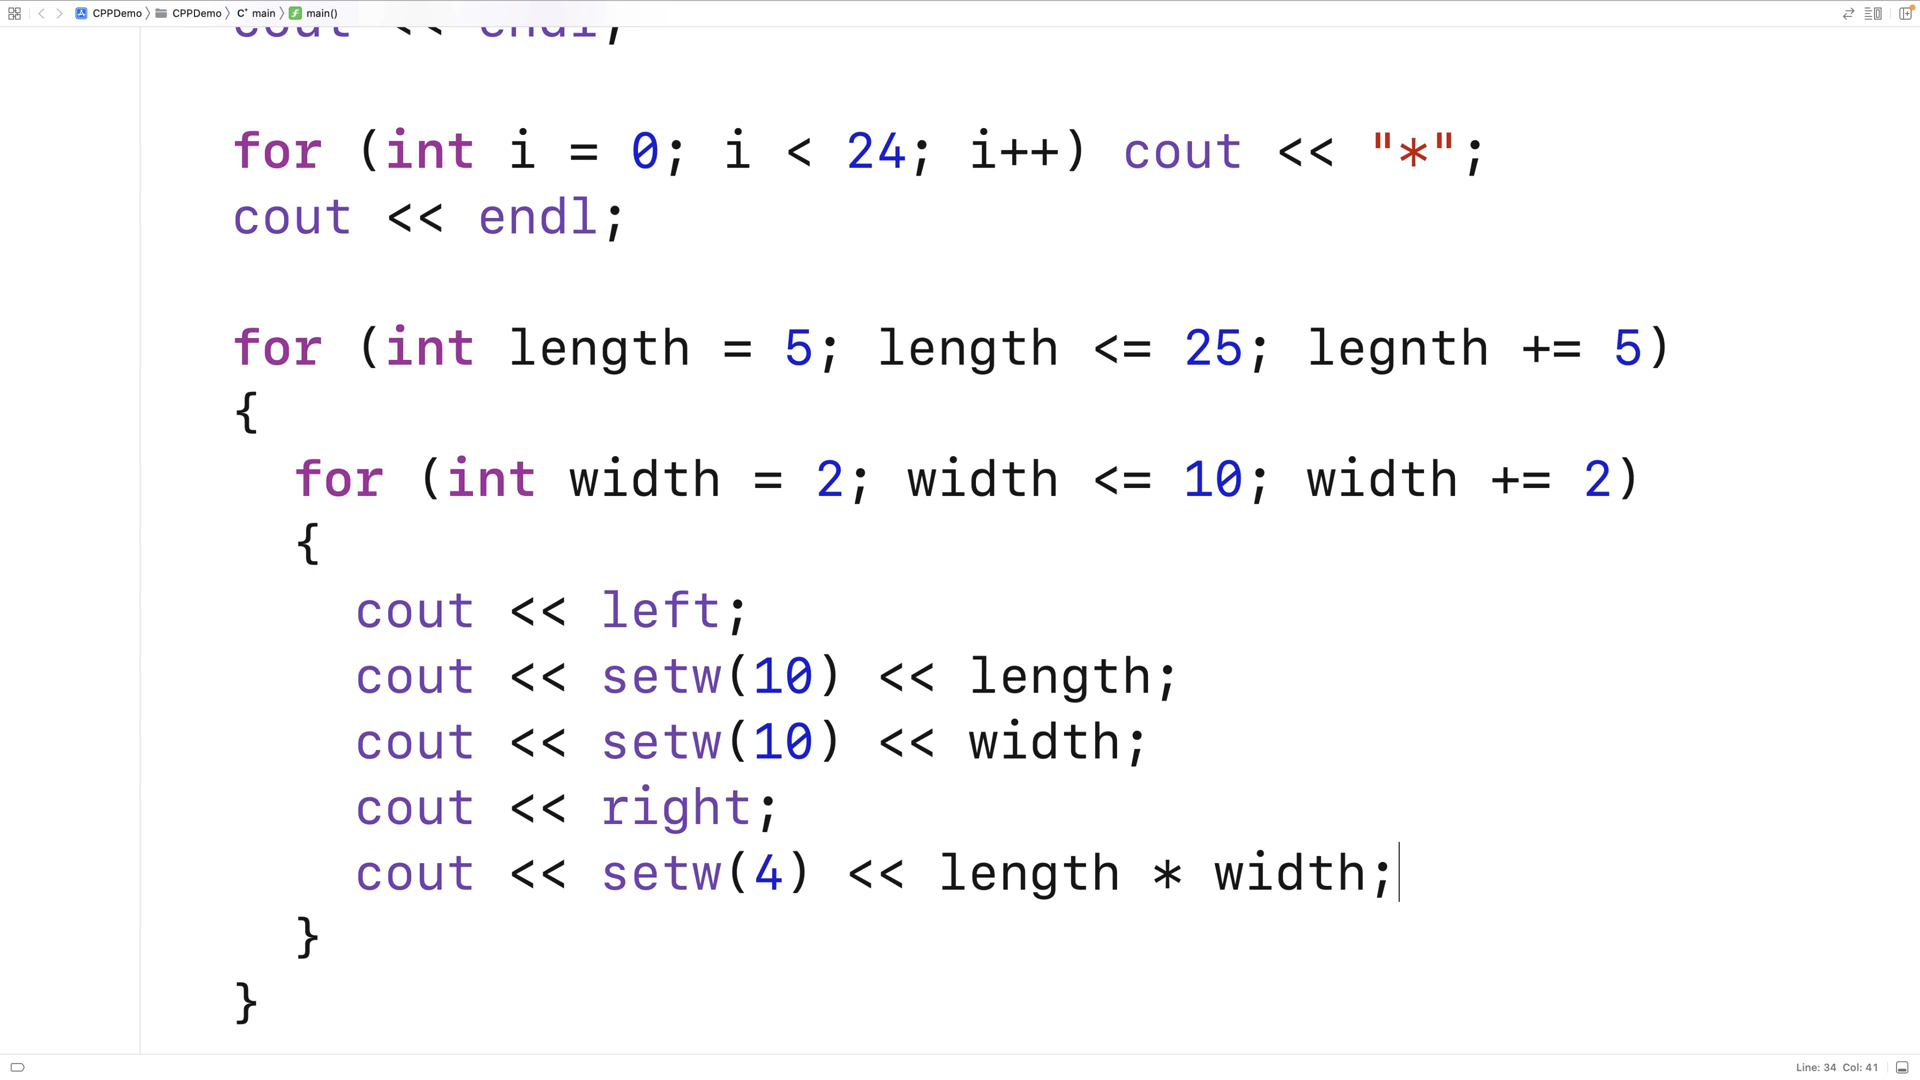 CPPDemo CPPDemo main main()
cout << endl;
for (int i = 0; i < 24; i++) cout << "*";
cout << endl;
for (int length = 5; length <= 25; legnth += 5)
{
for (int width = 2; width <= 10; width += 2)
{
cout << left;
cout << setw(10) << length;
cout << setw(10) << width;
cout << right;
cout << setw(4) << length * width;
}
}
Line: 34 Col: 41